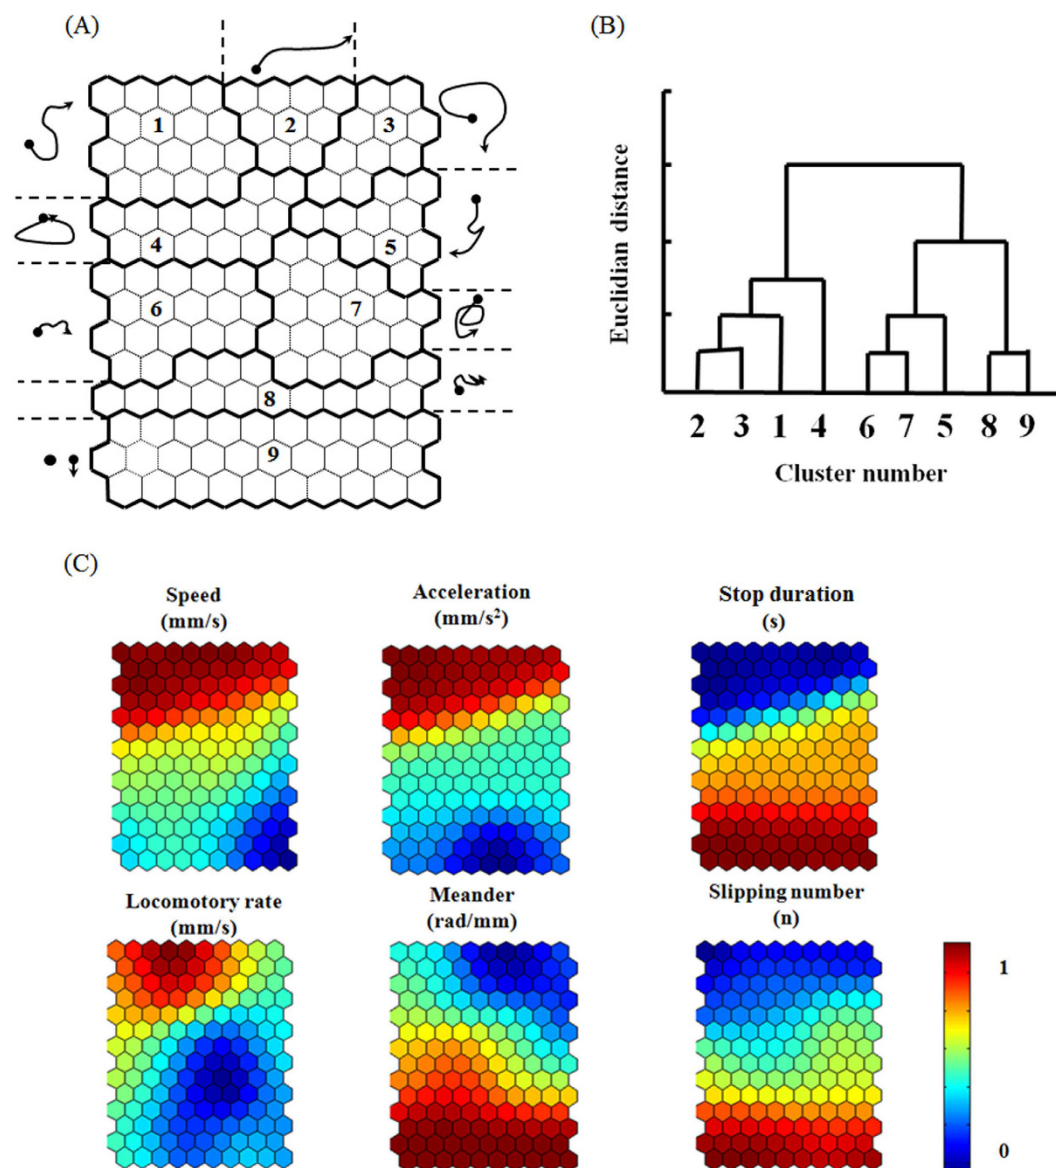 (A)
1
2
3
4
5
6
7
8
9
(B)
Euclidian distance
2 3 1 4 6 7 5 8 9
Cluster number
(C)
Speed
(mm/s)
Acceleration
(mm/s²)
Stop duration
(s)
Locomotory rate
(mm/s)
Meander
(rad/mm)
Slipping number
(n)
1
0